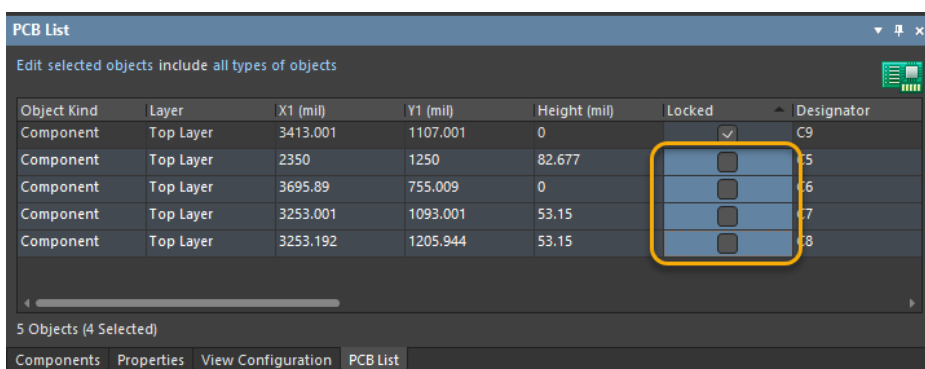 PCB List
Edit selected objects include all types of objects
Object Kind Layer X1 (mil) Y1 (mil) Height (mil) Locked Designator
Component Top Layer 3413.001 1107.001 0 C9
Component Top Layer 2350 1250 82.677 C5
Component Top Layer 3695.89 755.009 0 C6
Component Top Layer 3253.001 1093.001 53.15 C7
Component Top Layer 3253.192 1205.944 53.15 C8
5 Objects (4 Selected)
Components Properties View Configuration PCB List